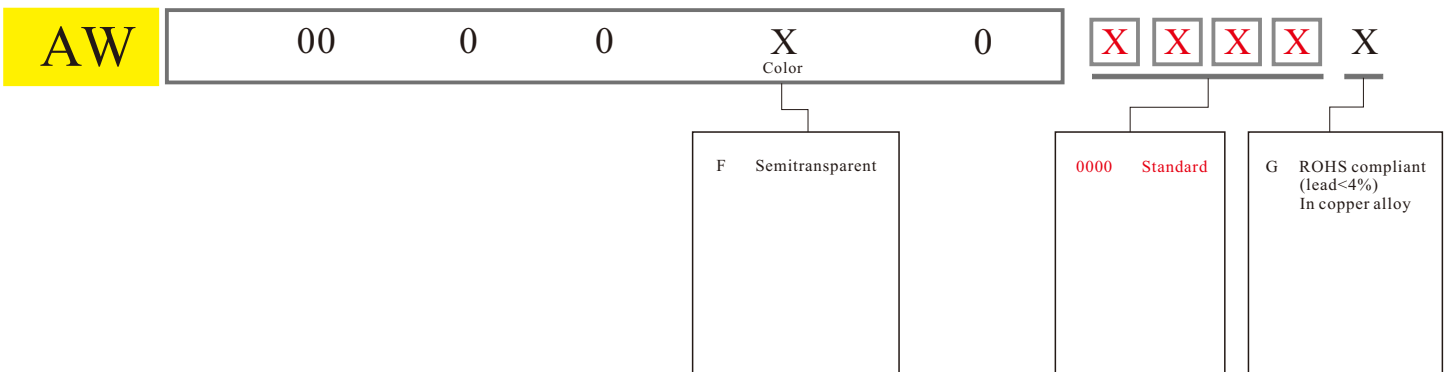 AW 00 0 0 X 0 X X X X X
Color
F Semitransparent
0000 Standard
G ROHS compliant
(lead<4%)
In copper alloy